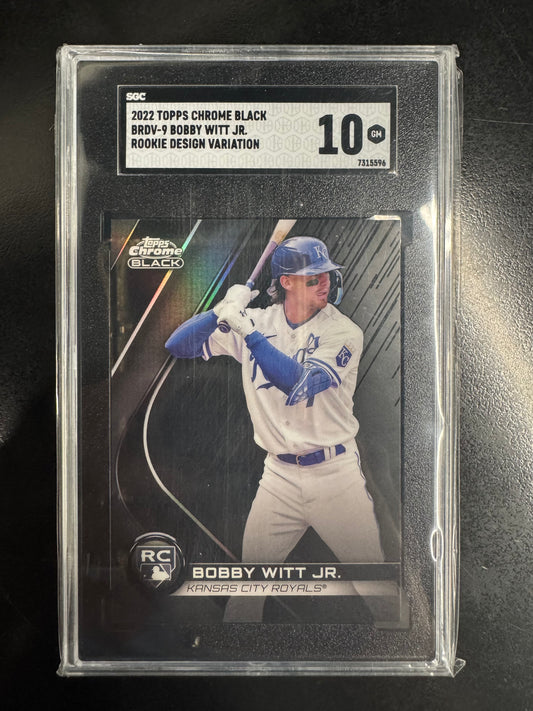 SGC
2022 TOPPS CHROME BLACK
BRDV-9 BOBBY WITT JR.
ROOKIE DESIGN VARIATION
10 GM
7315596
Topps
Chrome
BLACK
KC
KC
RC
BOBBY WITT JR.
KANSAS CITY ROYALS®